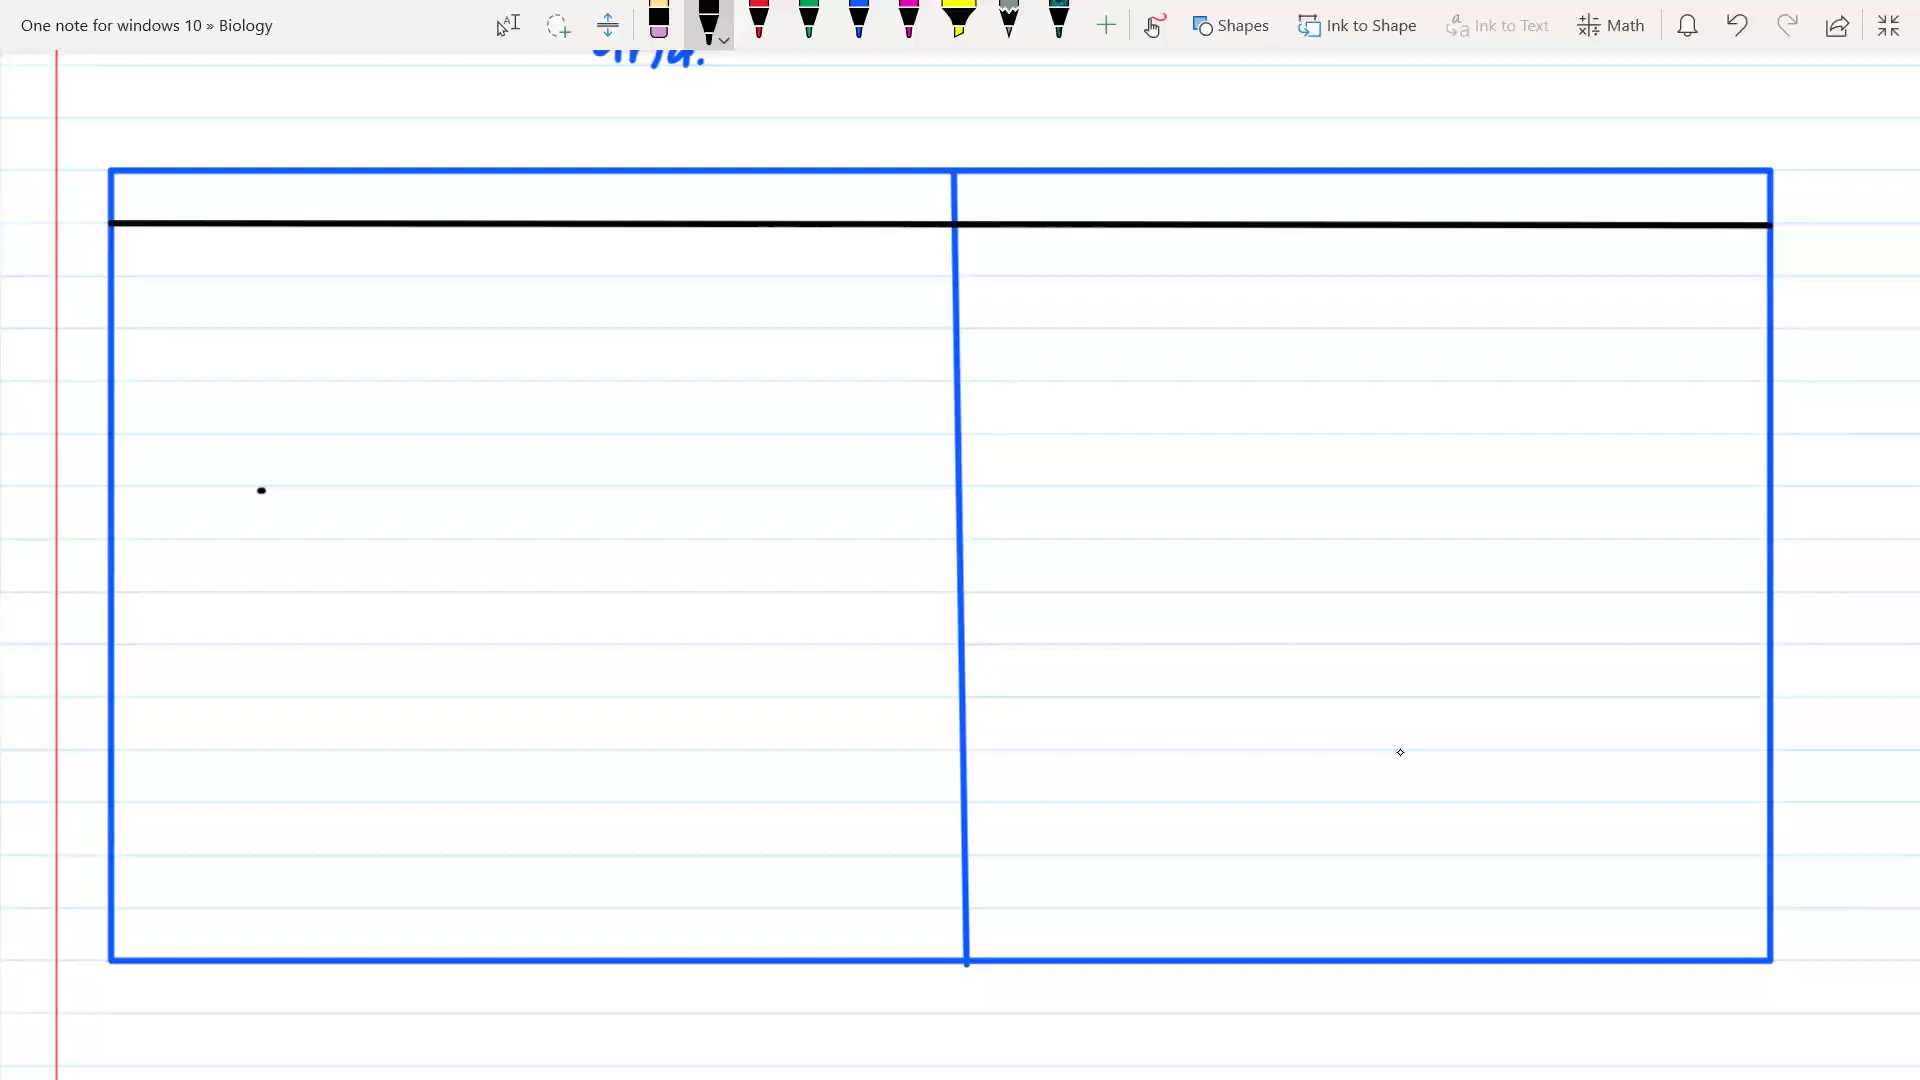 One note for windows 10 » Biology
Shapes
Ink to Shape
Ink to Text
Math